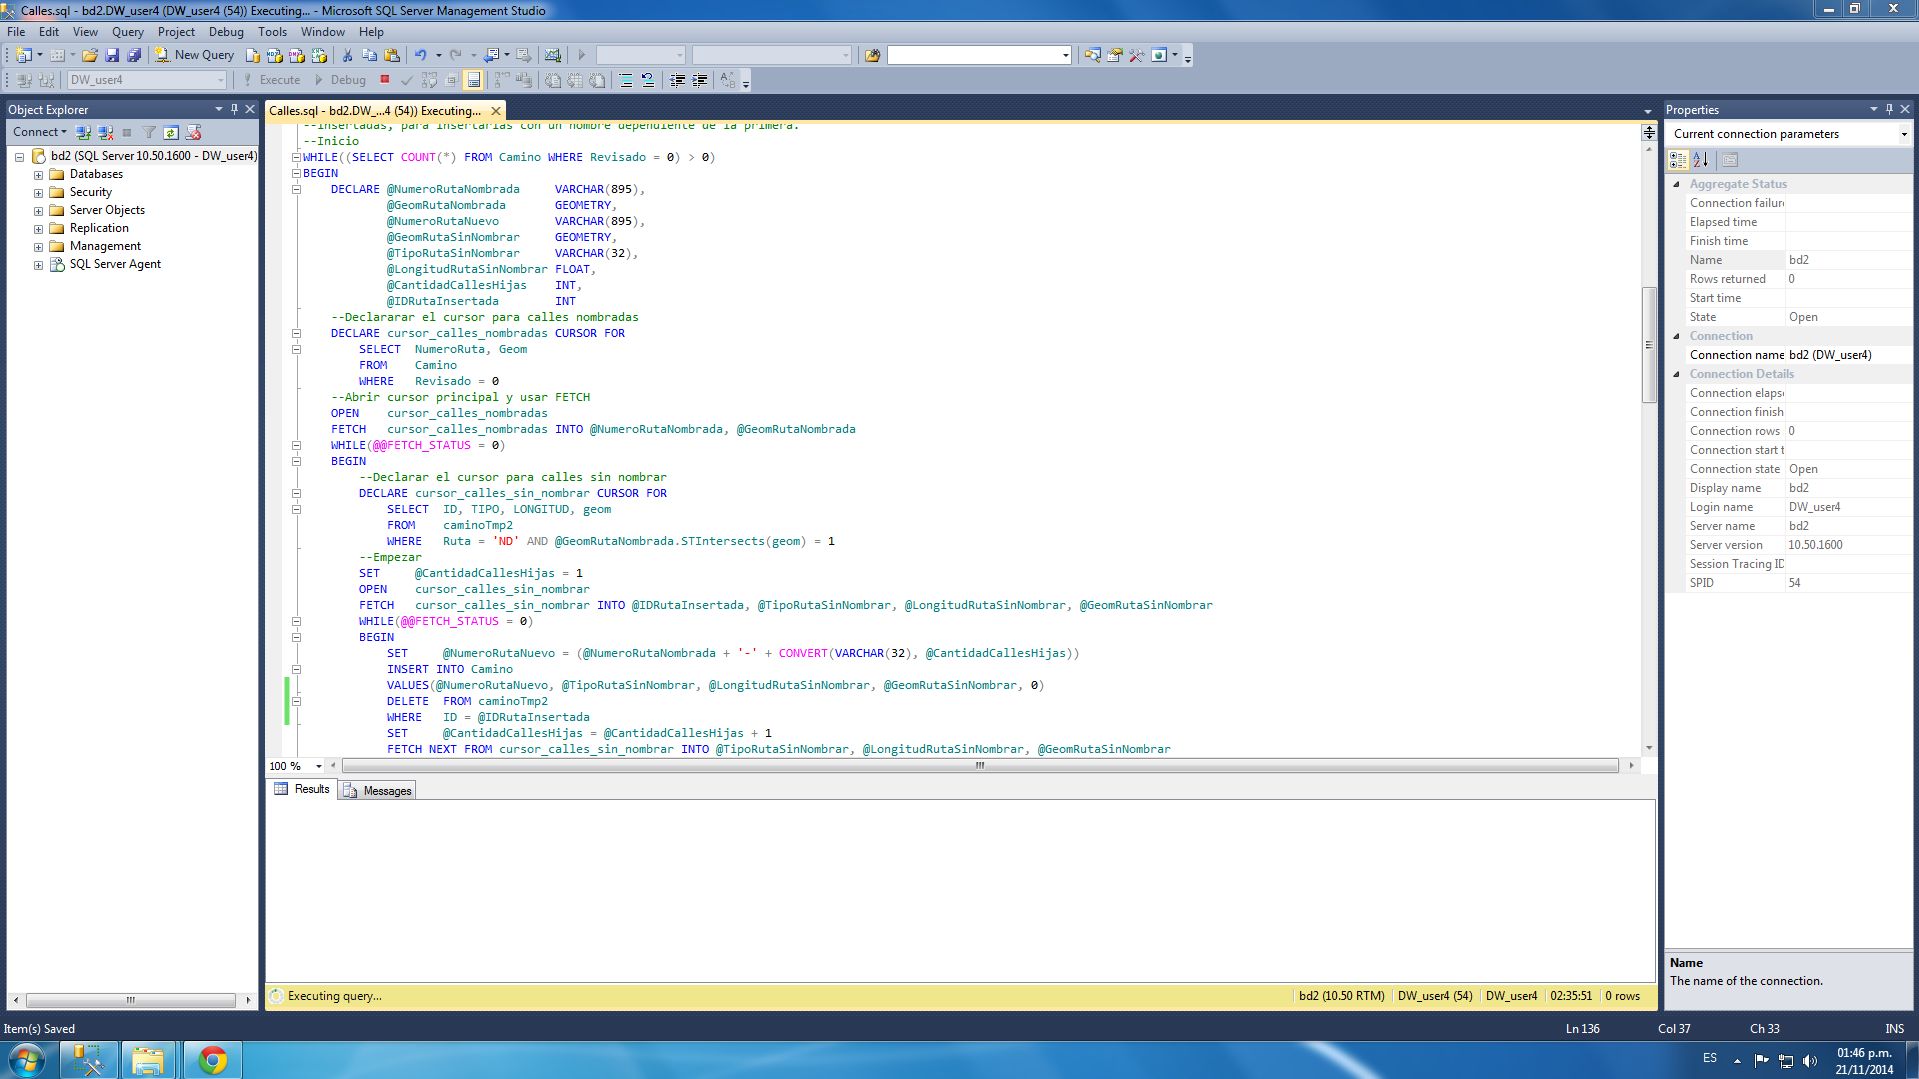 Calles.sql - bd2.DW_user4 (DW_user4 (54)) Executing... - Microsoft SQL Server Management Studio
File Edit View Query Project Debug Tools Window Help
New Query
DW_user4 Execute Debug
Object Explorer
Connect
bd2 (SQL Server 10.50.1600 - DW_user4)
Databases
Security
Server Objects
Replication
Management
SQL Server Agent
Calles.sql - bd2.DW_...4 (54)) Executing...
--Insertadas, para insertarlas con un nombre dependiente de la primera.
--Inicio
WHILE((SELECT COUNT(*) FROM Camino WHERE Revisado = 0) > 0)
BEGIN
DECLARE @NumeroRutaNombrada VARCHAR(895),
@GeomRutaNombrada GEOMETRY,
@NumeroRutaNuevo VARCHAR(895),
@GeomRutaSinNombrar GEOMETRY,
@TipoRutaSinNombrar VARCHAR(32),
@LongitudRutaSinNombrar FLOAT,
@CantidadCallesHijas INT,
@IDRutaInsertada INT
--Declararar el cursor para calles nombradas
DECLARE cursor_calles_nombradas CURSOR FOR
SELECT NumeroRuta, Geom
FROM Camino
WHERE Revisado = 0
--Abrir cursor principal y usar FETCH
OPEN cursor_calles_nombradas
FETCH cursor_calles_nombradas INTO @NumeroRutaNombrada, @GeomRutaNombrada
WHILE(@@FETCH_STATUS = 0)
BEGIN
--Declarar el cursor para calles sin nombrar
DECLARE cursor_calles_sin_nombrar CURSOR FOR
SELECT ID, TIPO, LONGITUD, geom
FROM caminoTmp2
WHERE Ruta = 'ND' AND @GeomRutaNombrada.STIntersects(geom) = 1
--Empezar
SET @CantidadCallesHijas = 1
OPEN cursor_calles_sin_nombrar
FETCH cursor_calles_sin_nombrar INTO @IDRutaInsertada, @TipoRutaSinNombrar, @LongitudRutaSinNombrar, @GeomRutaSinNombrar
WHILE(@@FETCH_STATUS = 0)
BEGIN
SET @NumeroRutaNuevo = (@NumeroRutaNombrada + '-' + CONVERT(VARCHAR(32), @CantidadCallesHijas))
INSERT INTO Camino
VALUES(@NumeroRutaNuevo, @TipoRutaSinNombrar, @LongitudRutaSinNombrar, @GeomRutaSinNombrar, 0)
DELETE FROM caminoTmp2
WHERE ID = @IDRutaInsertada
SET @CantidadCallesHijas = @CantidadCallesHijas + 1
FETCH NEXT FROM cursor_calles_sin_nombrar INTO @TipoRutaSinNombrar, @LongitudRutaSinNombrar, @GeomRutaSinNombrar
100 %
Results Messages
Executing query...
bd2 (10.50 RTM) DW_user4 (54) DW_user4 02:35:51 0 rows
Properties
Current connection parameters
Aggregate Status
Connection failure
Elapsed time
Finish time
Name bd2
Rows returned 0
Start time
State Open
Connection
Connection name bd2 (DW_user4)
Connection Details
Connection elapse
Connection finish
Connection rows 0
Connection start t
Connection state Open
Display name bd2
Login name DW_user4
Server name bd2
Server version 10.50.1600
Session Tracing ID
SPID 54
Name
The name of the connection.
Item(s) Saved Ln 136 Col 37 Ch 33 INS
ES 01:46 p.m.
21/11/2014